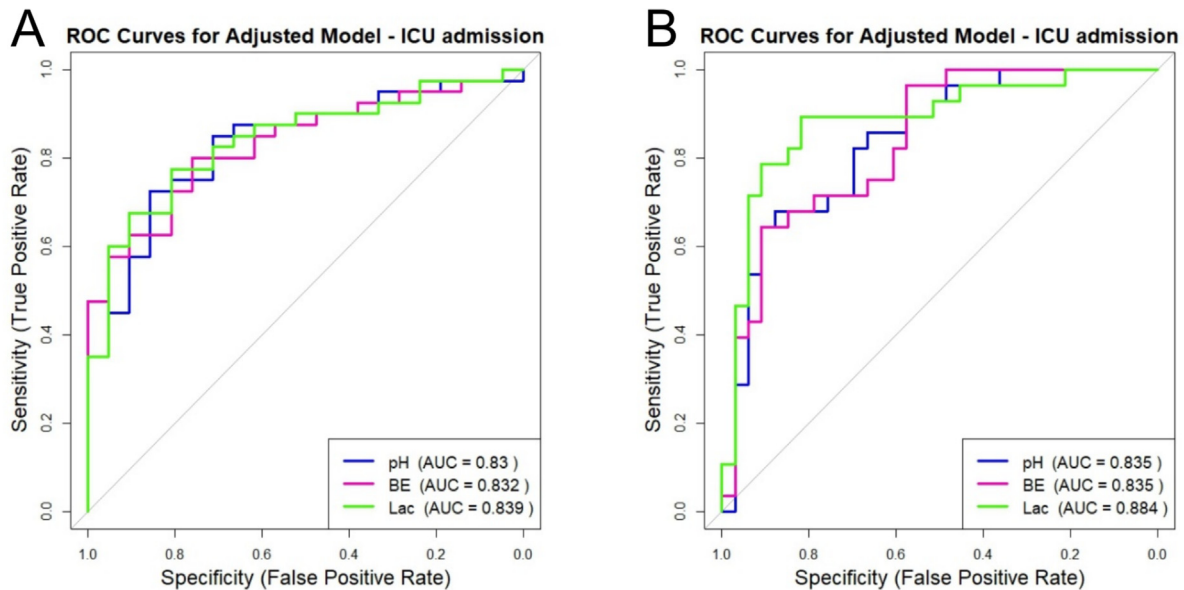 A
ROC Curves for Adjusted Model - ICU admission
Sensitivity (True Positive Rate)
1.0
0.8
0.6
0.4
0.2
0.0
pH (AUC = 0.83 )
BE (AUC = 0.832 )
Lac (AUC = 0.839 )
1.0 0.8 0.6 0.4 0.2 0.0
Specificity (False Positive Rate)
B
ROC Curves for Adjusted Model - ICU admission
Sensitivity (True Positive Rate)
1.0
0.8
0.6
0.4
0.2
0.0
pH (AUC = 0.835 )
BE (AUC = 0.835 )
Lac (AUC = 0.884 )
1.0 0.8 0.6 0.4 0.2 0.0
Specificity (False Positive Rate)